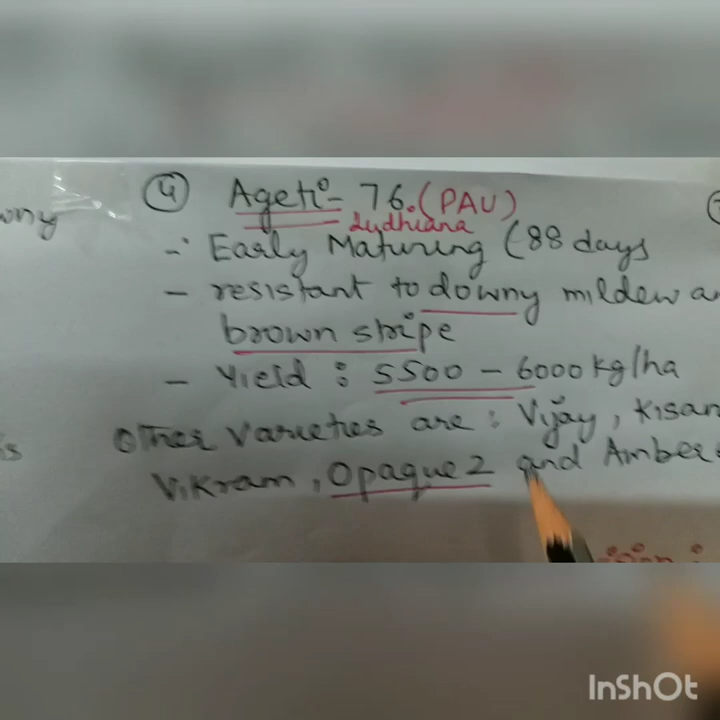 ④ Ageti - 76. (PAU)
Ludhiana
- Early Maturing (88 days
- resistant to downy mildew a
brown stripe
- Yield : 5500 - 6000 kg/ha
Other varieties are : Vijay, Kisan
Vikram, Opaque 2 and Amber
InShOt